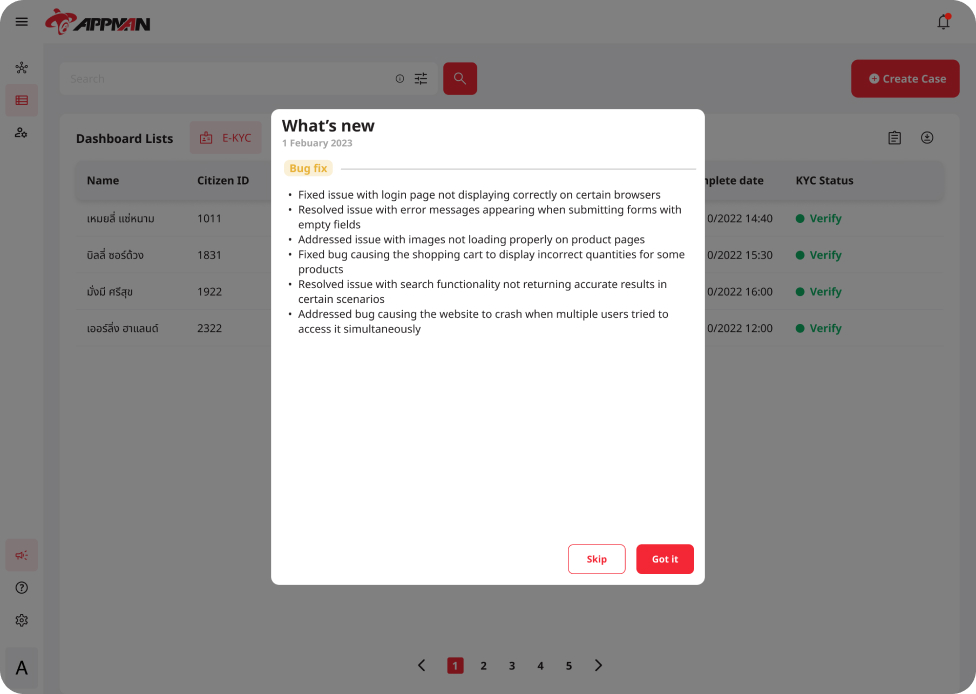 APPMAN
Search
Create Case
Dashboard Lists
E-KYC
Name
Citizen ID
date
KYC Status
เหมยลี่ แซ่หนาม
1011
0/2022 14:40
Verify
บิลลี่ ซอร์ด้วง
1831
0/2022 15:30
Verify
มั่งมี ศรีสุข
1922
0/2022 16:00
Verify
เออร์ลิ่ง ฮาแลนด์
2322
0/2022 12:00
Verify
What's new
1 Febuary 2023
Bug fix
• Fixed issue with login page not displaying correctly on certain browsers
• Resolved issue with error messages appearing when submitting forms with
empty fields
• Addressed issue with images not loading properly on product pages
• Fixed bug causing the shopping cart to display incorrect quantities for some
products
• Resolved issue with search functionality not returning accurate results in
certain scenarios
• Addressed bug causing the website to crash when multiple users tried to
access it simultaneously
Skip
Got it
A
1 2 3 4 5